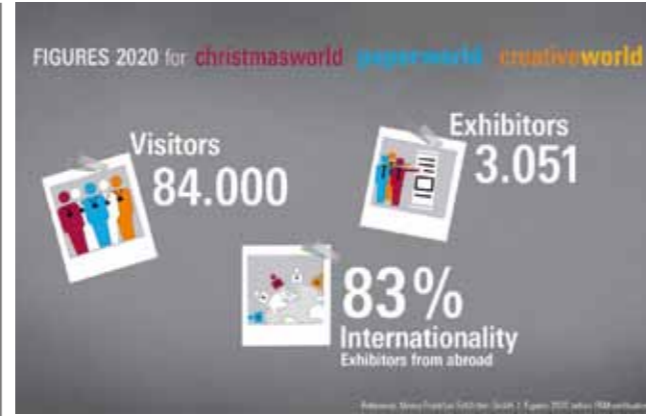 FIGURES 2020 for christmasworld paperworld creativeworld
Visitors
84.000
Exhibitors
3.051
83%
Internationality
Exhibitors from abroad